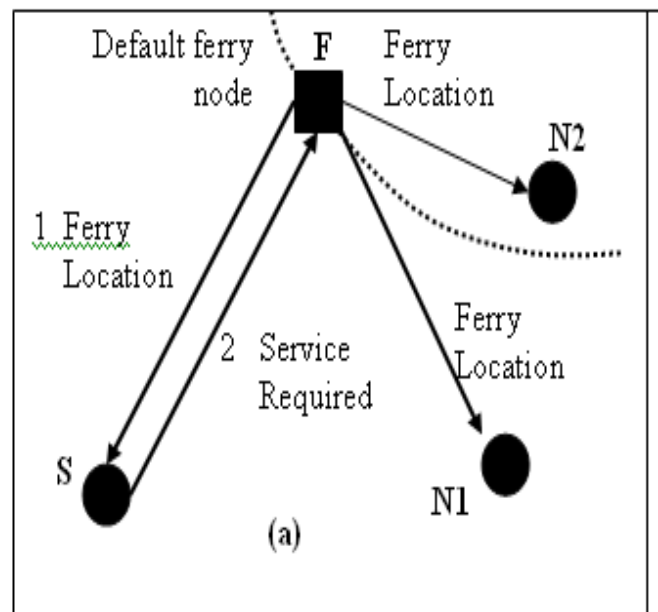 Default ferry
node
F
Ferry
Location
N2
1 Ferry
Location
2 Service
Required
Ferry
Location
S
N1
(a)